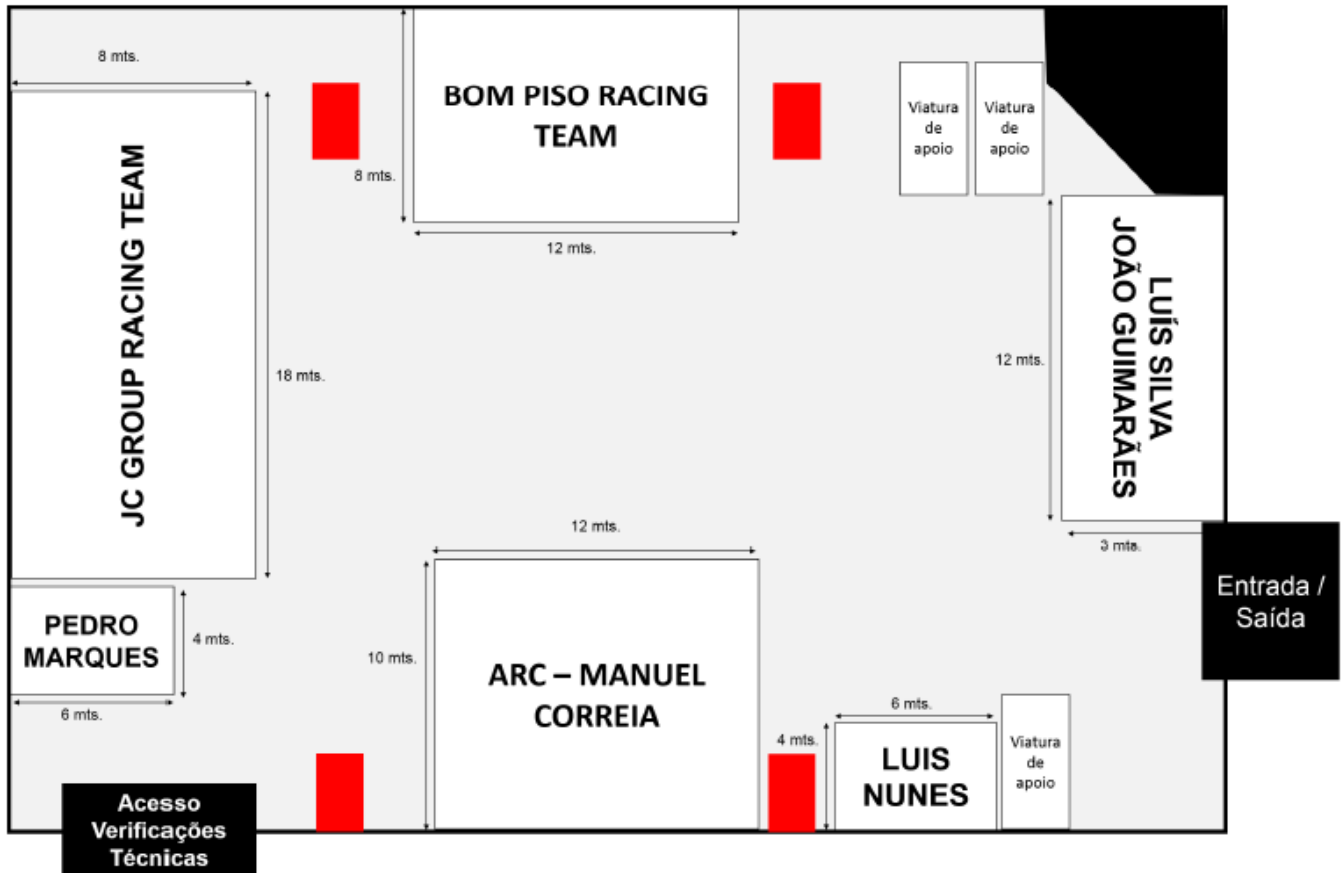 8 mts.
BOM PISO RACING
TEAM
Viatura
de
apoio
Viatura
de
apoio
8 mts.
12 mts.
JC GROUP RACING TEAM
18 mts.
LUÍS SILVA
JOÃO GUIMARÃES
12 mts.
3 mts.
Entrada /
Saída
12 mts.
PEDRO
MARQUES
4 mts.
6 mts.
10 mts.
ARC – MANUEL
CORREIA
6 mts.
4 mts.
LUIS
NUNES
Viatura
de
apoio
Acesso
Verificações
Técnicas